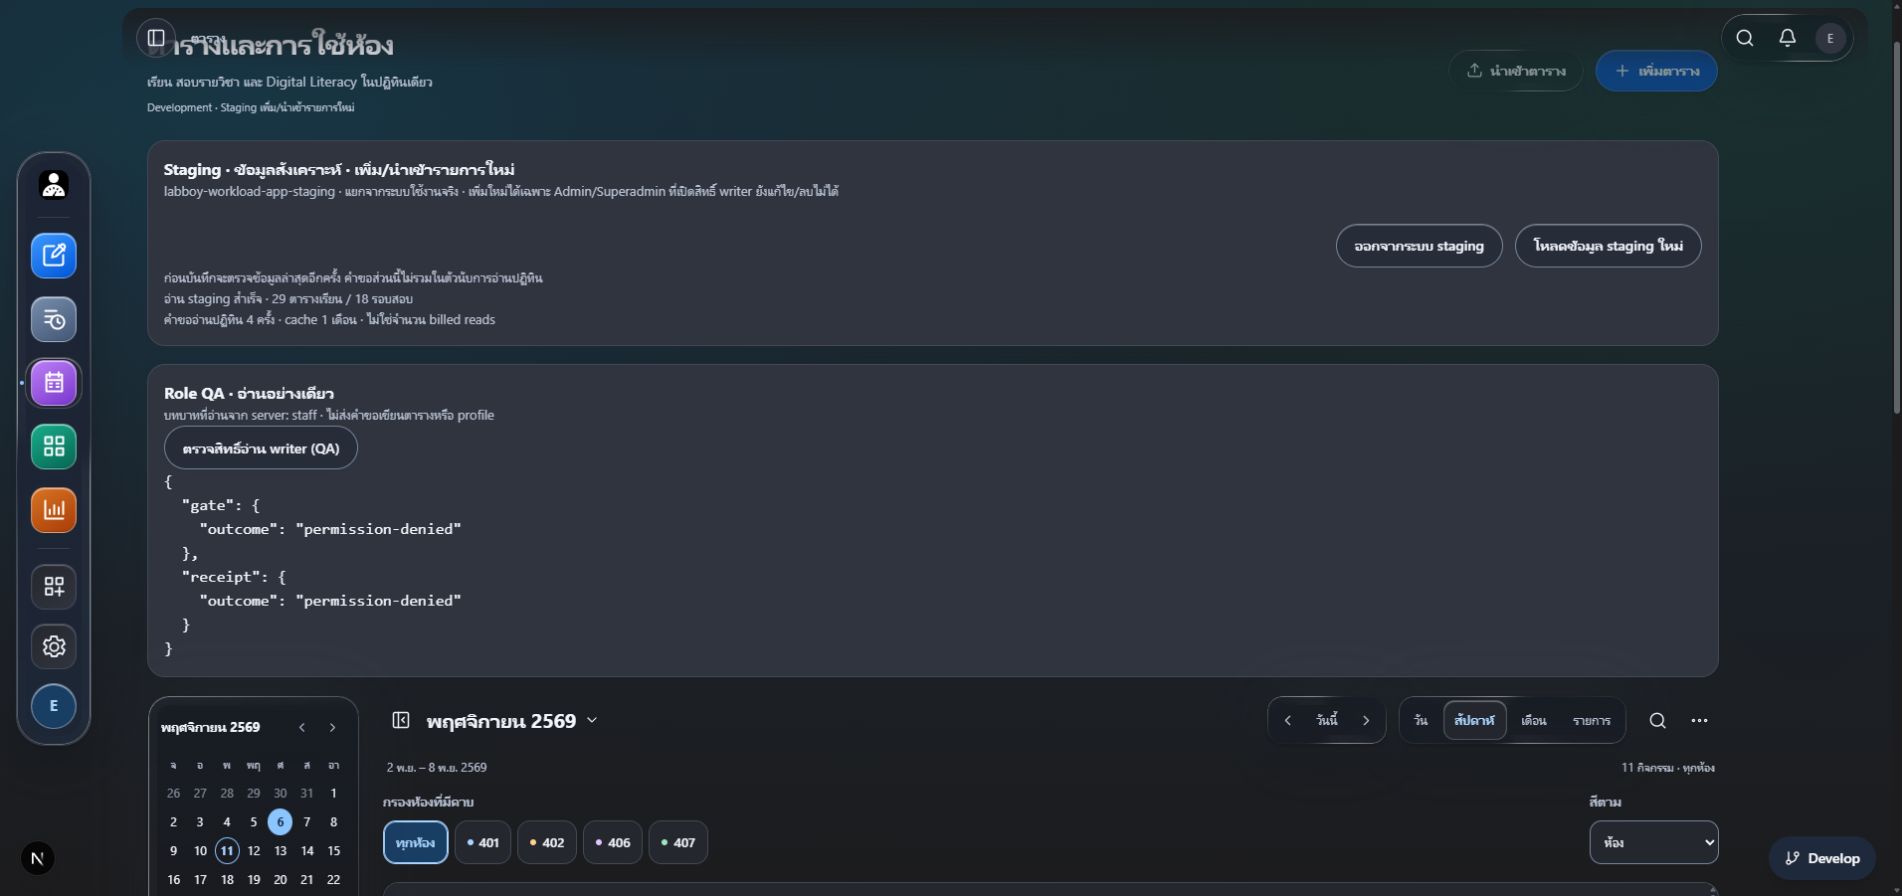 ตาราง
ตารางและการใช้ห้อง
เรียน สอบรายวิชา และ Digital Literacy ในปฏิทินเดียว
Development · Staging เพิ่ม/นำเข้ารายการใหม่
นำเข้าตาราง
เพิ่มตาราง
E
Staging · ข้อมูลสังเคราะห์ · เพิ่ม/นำเข้ารายการใหม่
labboy-workload-app-staging · แยกจากระบบใช้งานจริง · เพิ่มใหม่ได้เฉพาะ Admin/Superadmin ที่เปิดสิทธิ์ writer ยังแก้ไข/ลบไม่ได้
ออกจากระบบ staging
โหลดข้อมูล staging ใหม่
ก่อนบันทึกจะตรวจข้อมูลล่าสุดอีกครั้ง คำขอส่วนนี้ไม่รวมในตัวนับการอ่านปฏิทิน
อ่าน staging สำเร็จ · 29 ตารางเรียน / 18 รอบสอบ
คำขออ่านปฏิทิน 4 ครั้ง · cache 1 เดือน · ไม่ใช่จำนวน billed reads
Role QA · อ่านอย่างเดียว
บทบาทที่อ่านจาก server: staff · ไม่ส่งคำขอเขียนตารางหรือ profile
ตรวจสิทธิ์อ่าน writer (QA)
{
"gate": {
"outcome": "permission-denied"
},
"receipt": {
"outcome": "permission-denied"
}
}
E
พฤศจิกายน 2569
จ อ พ พฤ ศ ส อา
26 27 28 29 30 31 1
2 3 4 5 6 7 8
9 10 11 12 13 14 15
16 17 18 19 20 21 22
พฤศจิกายน 2569
วันนี้
วัน สัปดาห์ เดือน รายการ
2 พ.ย. – 8 พ.ย. 2569
11 กิจกรรม · ทุกห้อง
กรองห้องที่มีคาบ
ทุกห้อง 401 402 406 407
สีตาม
ห้อง
N
Develop